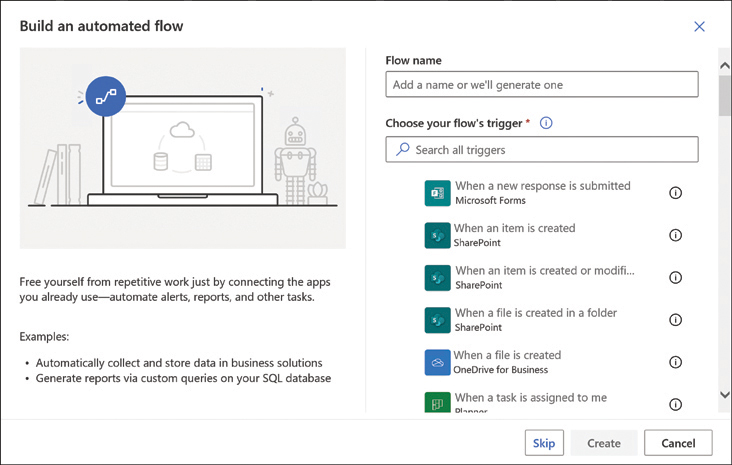 Build an automated flow
Free yourself from repetitive work just by connecting the apps
you already use—automate alerts, reports, and other tasks.
Examples:
• Automatically collect and store data in business solutions
• Generate reports via custom queries on your SQL database
Flow name
Add a name or we'll generate one
Choose your flow's trigger *
Search all triggers
When a new response is submitted
Microsoft Forms
When an item is created
SharePoint
When an item is created or modifi...
SharePoint
When a file is created in a folder
SharePoint
When a file is created
OneDrive for Business
When a task is assigned to me
Planner
Skip
Create
Cancel